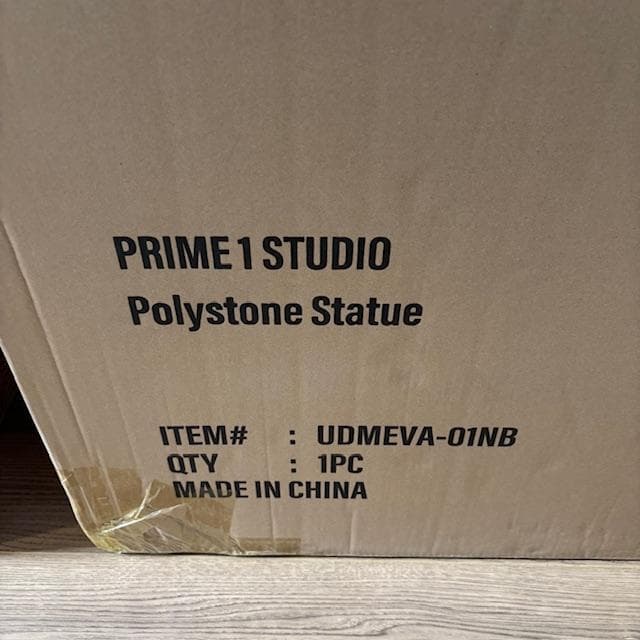 PRIME 1 STUDIO
Polystone Statue
ITEM# : UDMEVA-01NB
QTY : 1PC
MADE IN CHINA